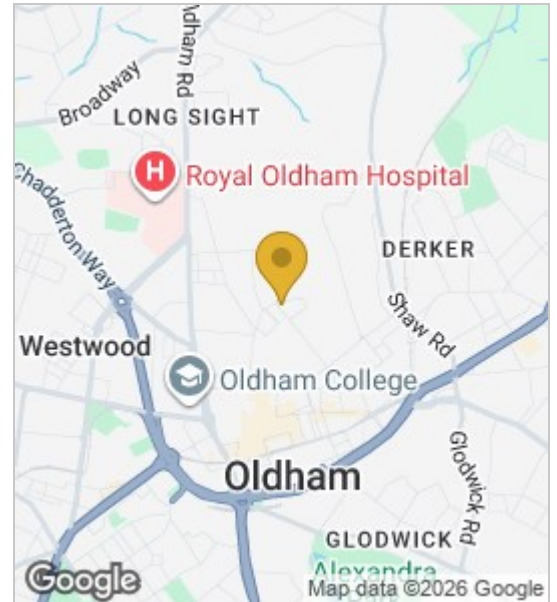 Adham Rd
Broadway
LONG SIGHT
H
Royal Oldham Hospital
DERKER
Chadderton Way
Shaw Rd
Westwood
Oldham College
Oldham
Glodwick Rd
GLODWICK
Alexandra
Google
Map data ©2026 Google